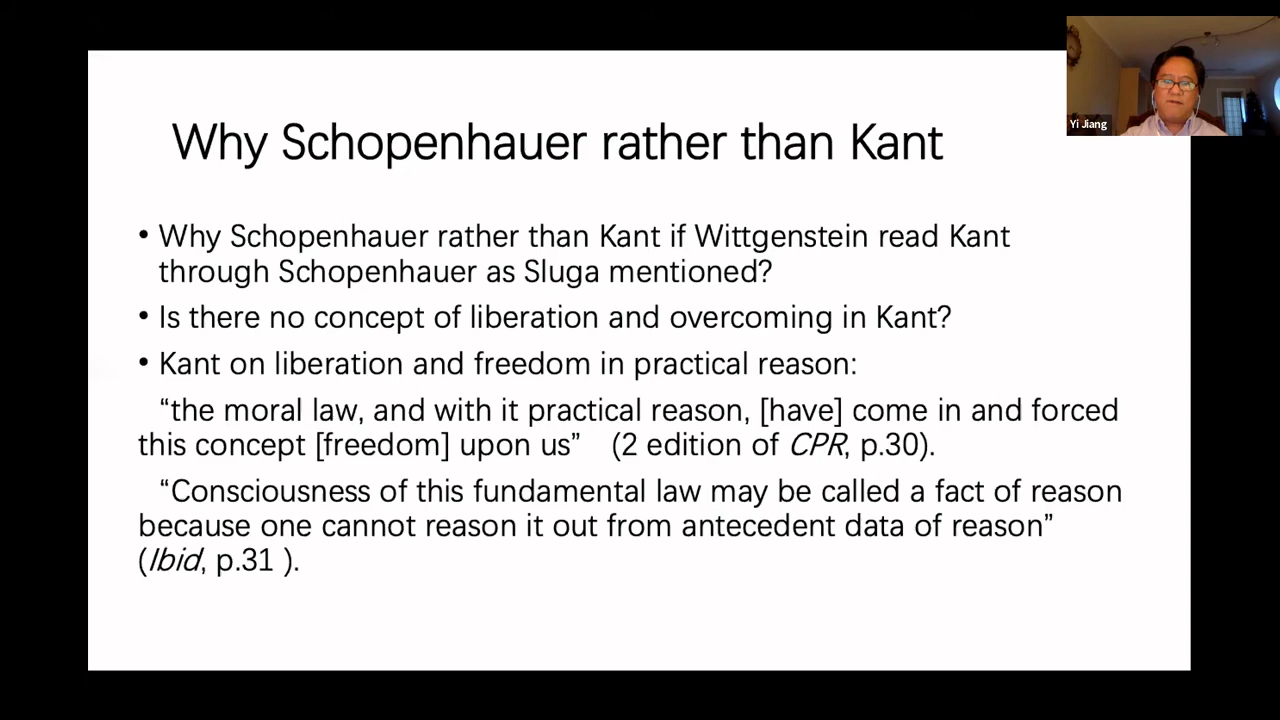 Why Schopenhauer rather than Kant
Yi Jiang
• Why Schopenhauer rather than Kant if Wittgenstein read Kant
through Schopenhauer as Sluga mentioned?
• Is there no concept of liberation and overcoming in Kant?
• Kant on liberation and freedom in practical reason:
“the moral law, and with it practical reason, [have] come in and forced
this concept [freedom] upon us” (2 edition of CPR, p.30).
“Consciousness of this fundamental law may be called a fact of reason
because one cannot reason it out from antecedent data of reason”
(Ibid, p.31 ).